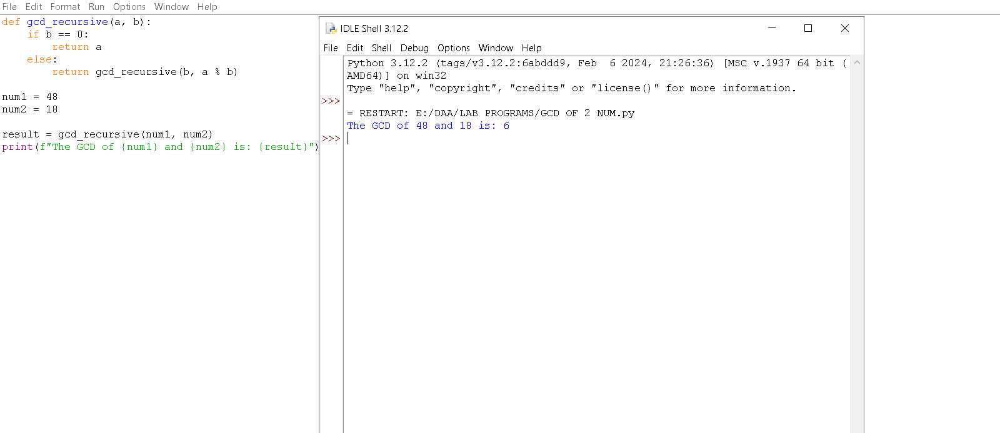 File Edit Format Run Options Window Help
def gcd_recursive(a, b):
    if b == 0:
        return a
    else:
        return gcd_recursive(b, a % b)
num1 = 48
num2 = 18
result = gcd_recursive(num1, num2)
print(f"The GCD of {num1} and {num2} is: {result}")
IDLE Shell 3.12.2
File Edit Shell Debug Options Window Help
Python 3.12.2 (tags/v3.12.2:6abddd9, Feb  6 2024, 21:26:36) [MSC v.1937 64 bit (
AMD64)] on win32
Type "help", "copyright", "credits" or "license()" for more information.
>>>
= RESTART: E:/DAA/LAB PROGRAMS/GCD OF 2 NUM.py
The GCD of 48 and 18 is: 6
>>>